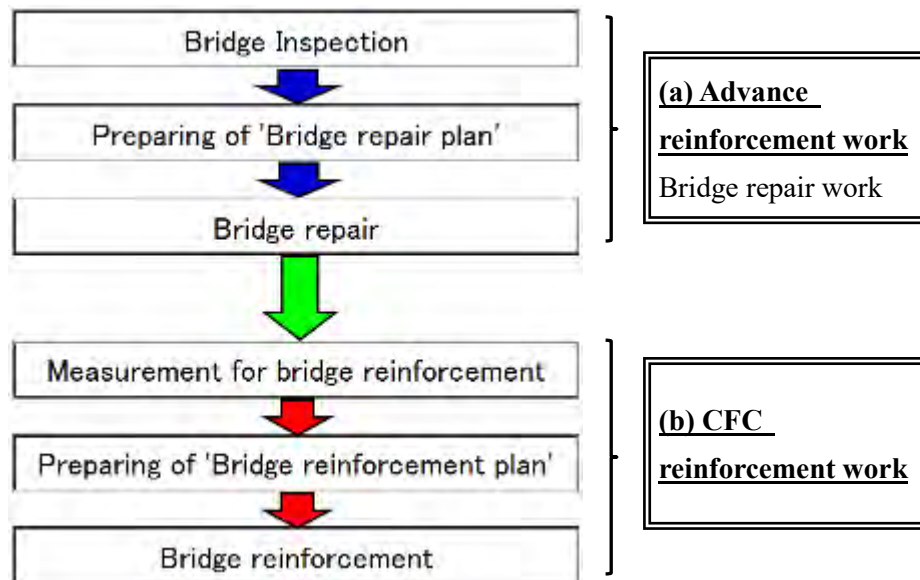 Bridge Inspection
Preparing of 'Bridge repair plan'
Bridge repair
(a) Advance
reinforcement work
Bridge repair work
Measurement for bridge reinforcement
Preparing of 'Bridge reinforcement plan'
Bridge reinforcement
(b) CFC
reinforcement work